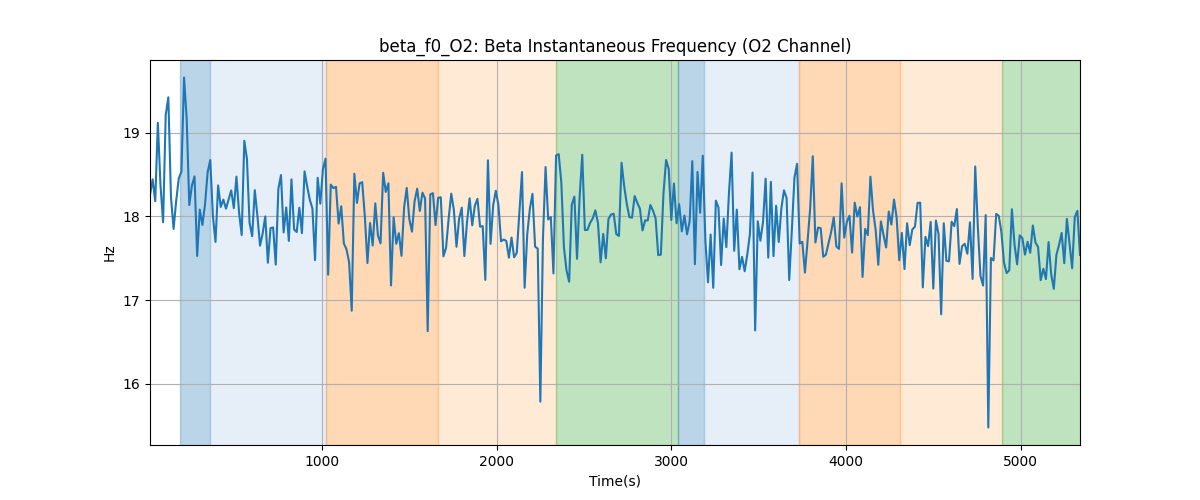 beta_f0_O2: Beta Instantaneous Frequency (O2 Channel)
19
18
17
16
Hz
1000 2000 3000 4000 5000
Time(s)